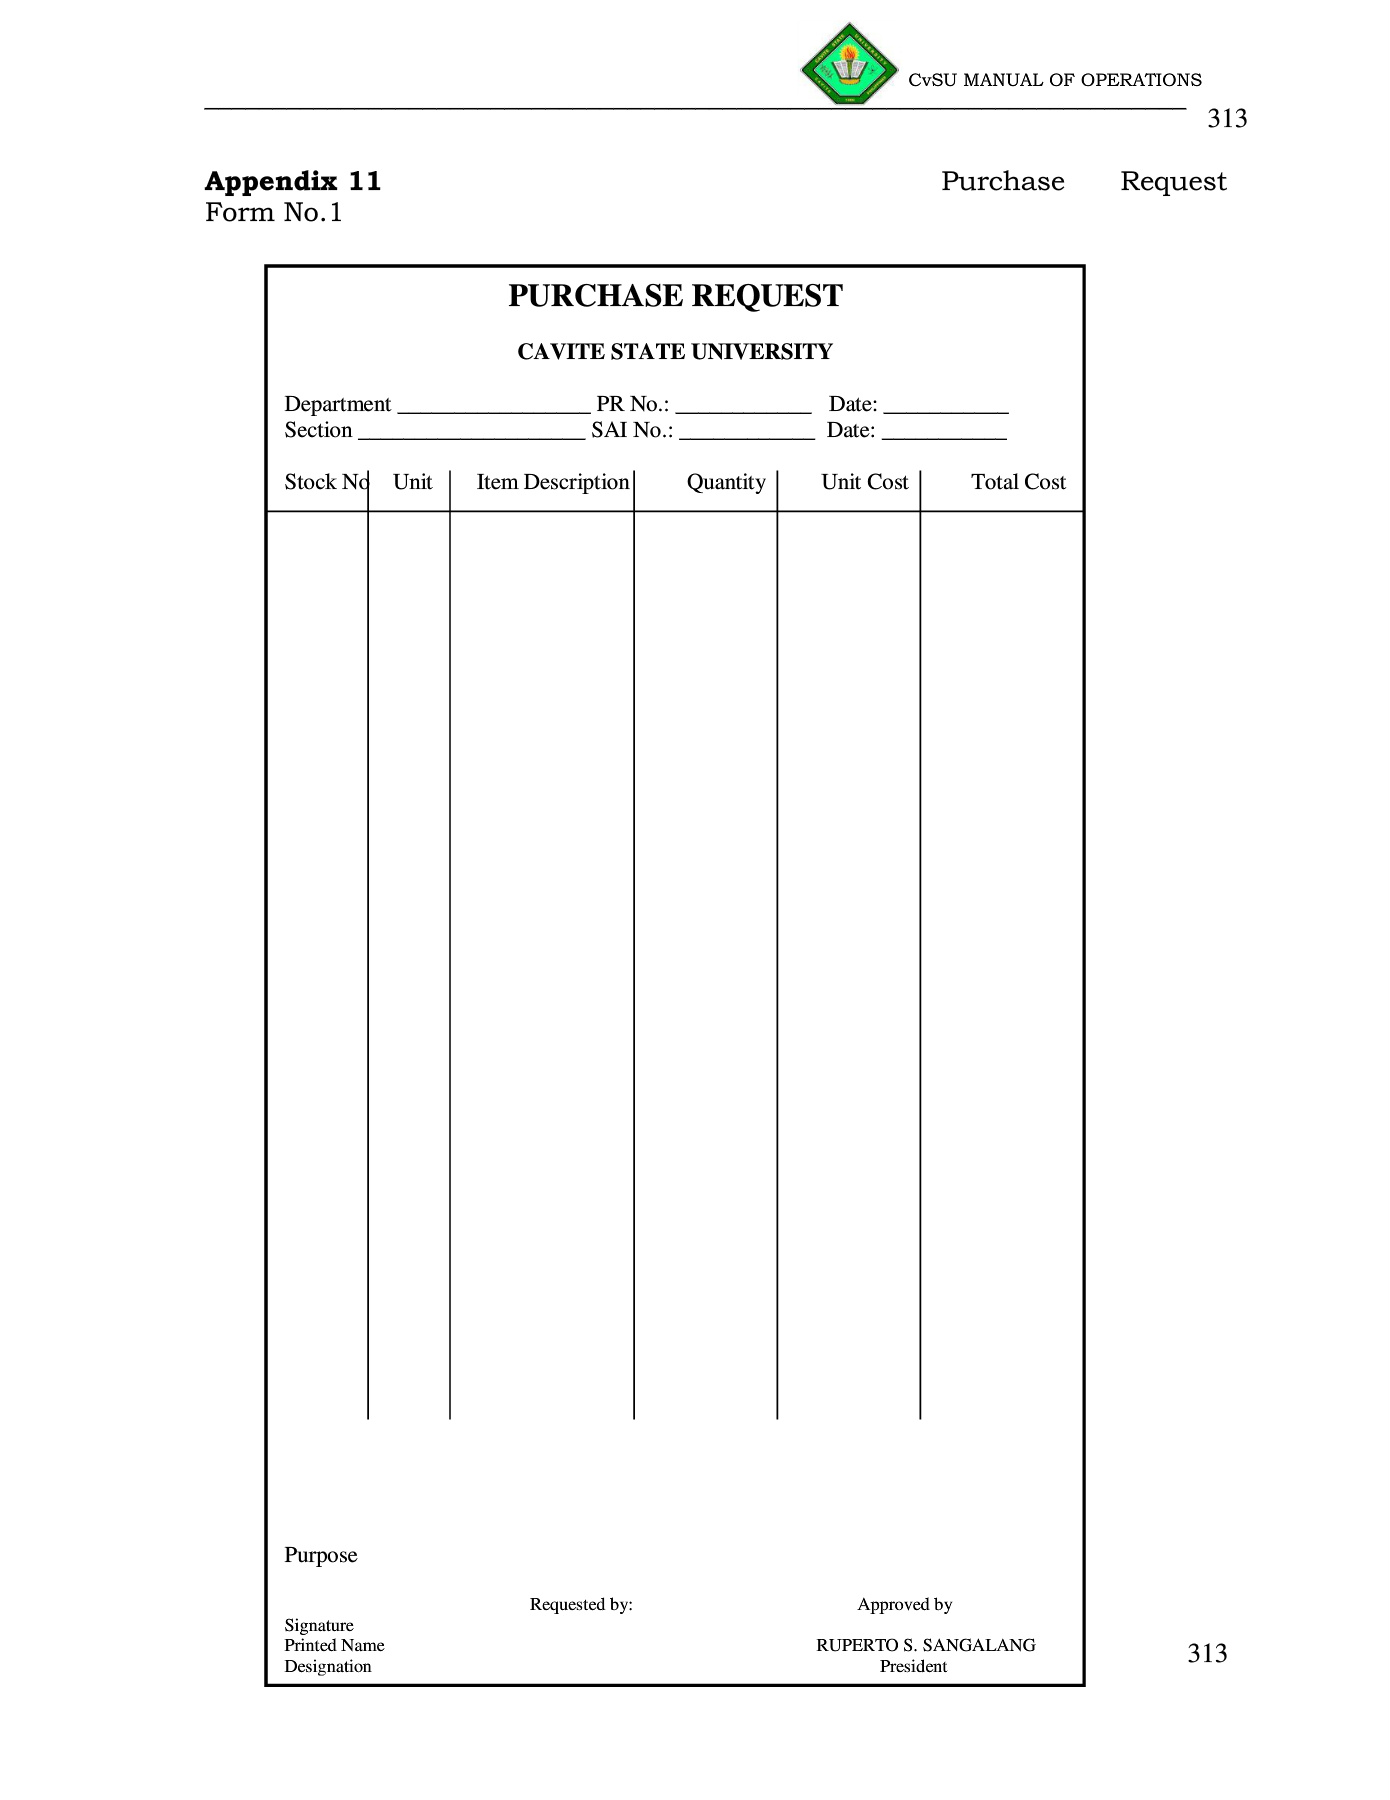 CvSU MANUAL OF OPERATIONS
313
Appendix 11 Purchase Request
Form No.1
PURCHASE REQUEST
CAVITE STATE UNIVERSITY
Department _________________ PR No.: ____________ Date: ___________
Section ____________________ SAI No.: ____________ Date: ___________
Stock No Unit Item Description Quantity Unit Cost Total Cost
Purpose
Requested by: Approved by
Signature
Printed Name RUPERTO S. SANGALANG
Designation President
313